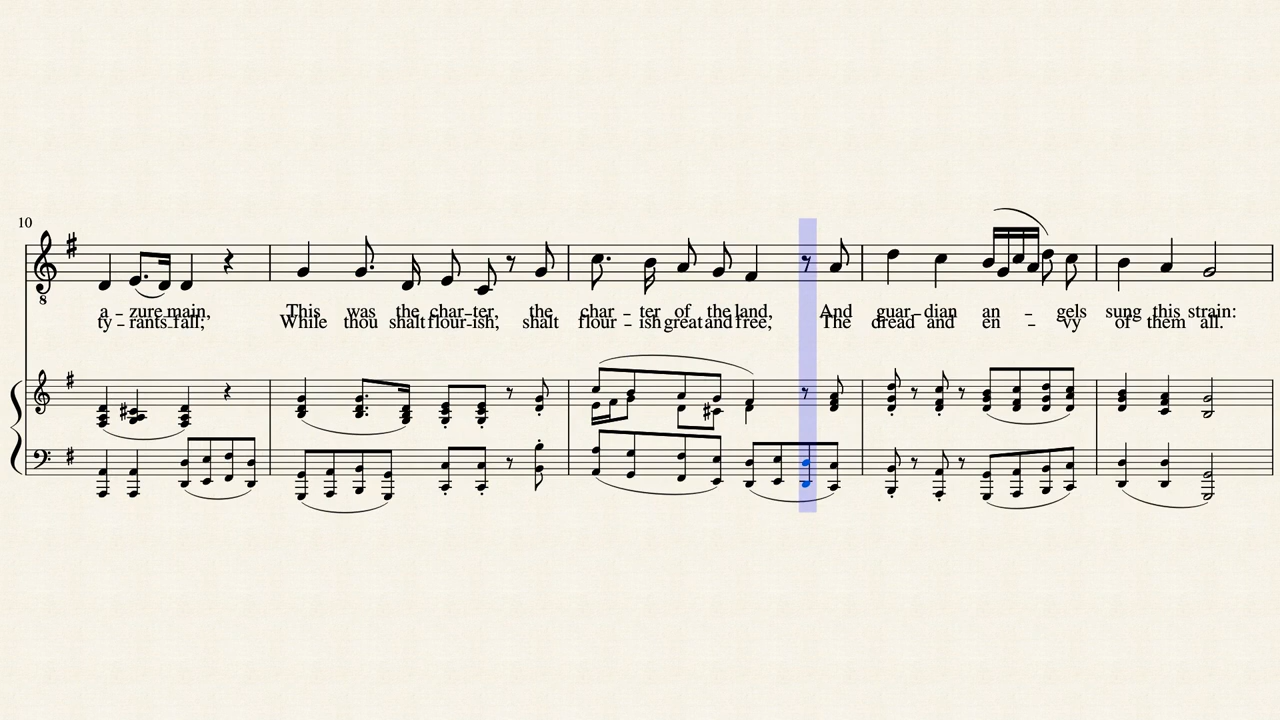 10
8
a – zure main, This was the char–ter, the char – ter of the land, And guar–dian an – gels sung this strain:
ty – rants fall; While thou shalt flour–ish; shalt flour – ish great and free; The dread and en – vy of them all.